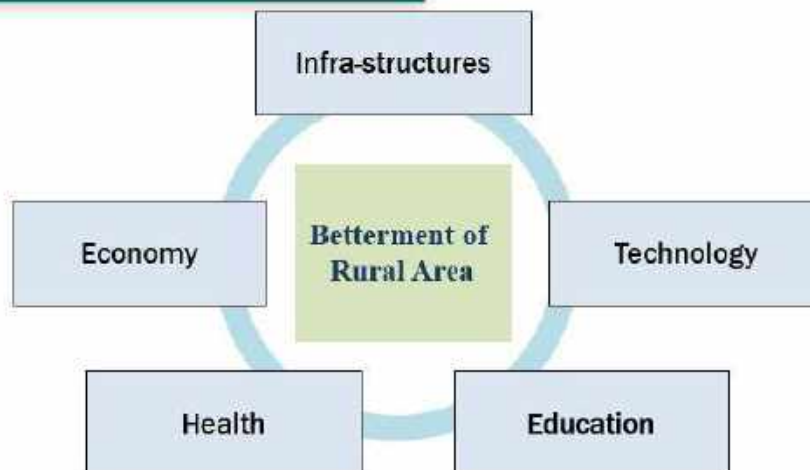 Infra-structures
Betterment of
Rural Area
Economy
Technology
Health
Education